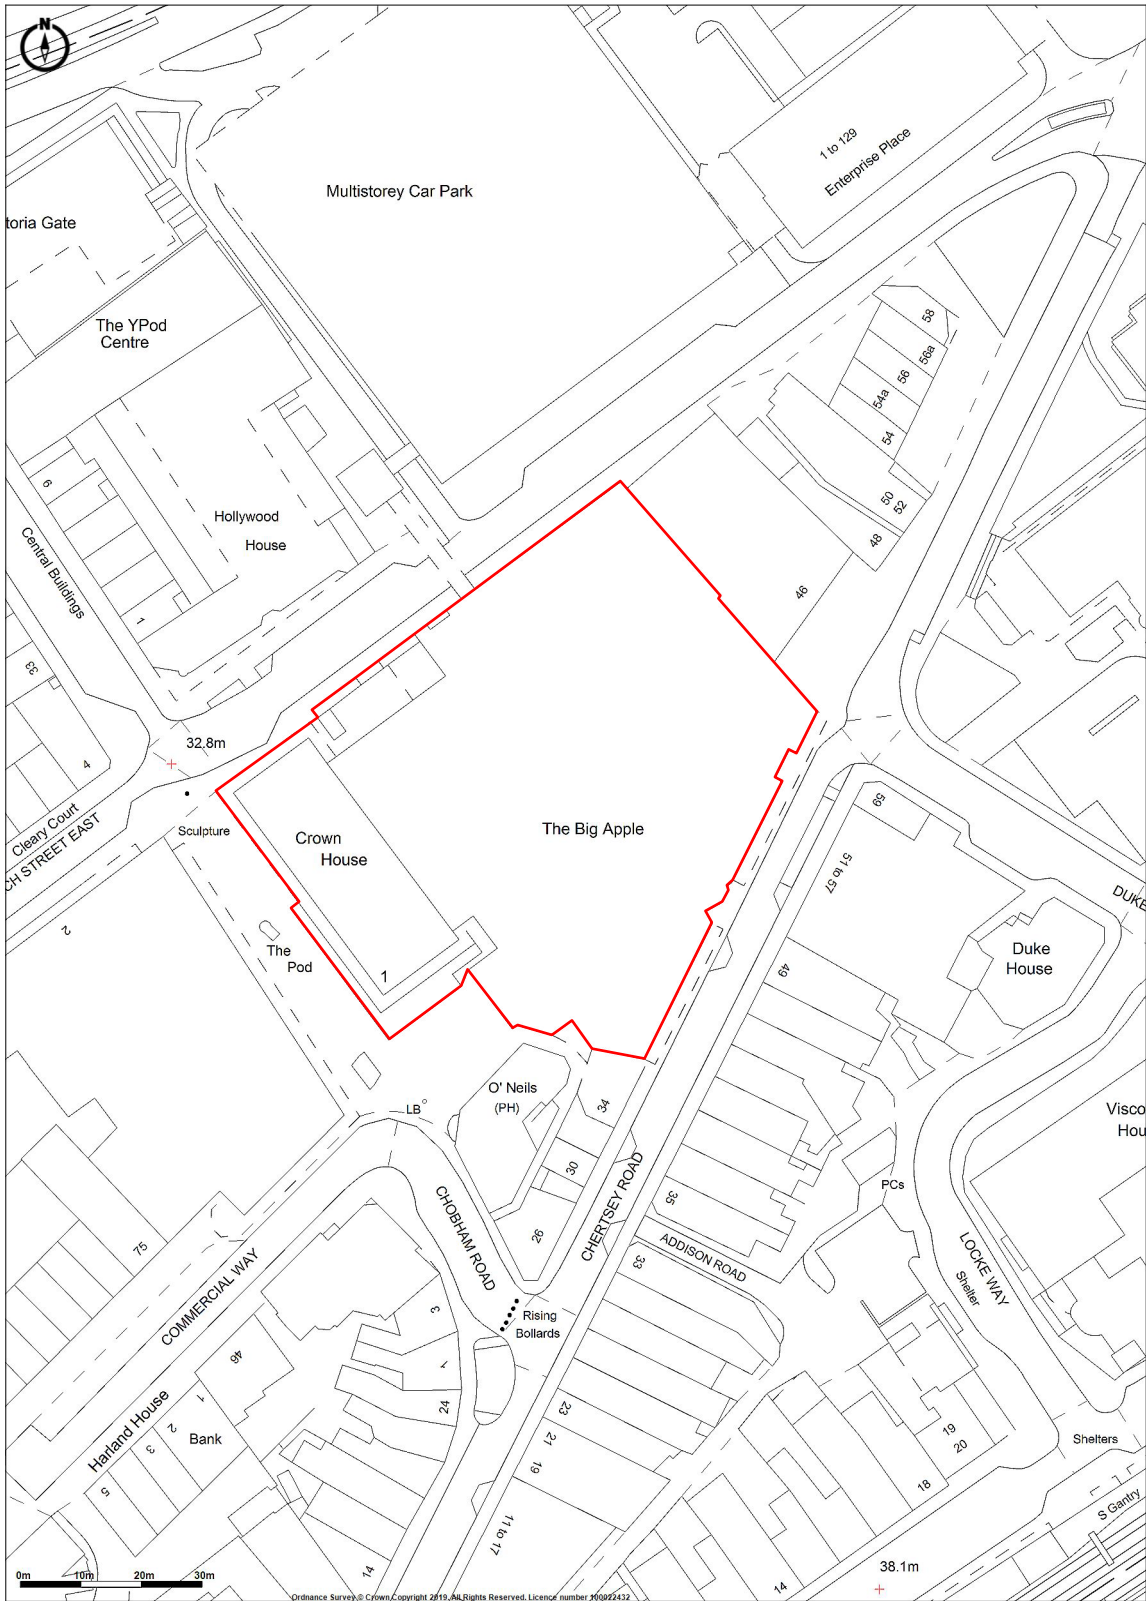 N
Multistorey Car Park
1 to 129
Enterprise Place
toria Gate
The YPod
Centre
58
56a
56
54a
54
50
52
48
46
6
Hollywood
House
Central Buildings
1
33
32.8m
4
Cleary Court
CH STREET EAST
Sculpture
2
Crown
House
1
The Big Apple
59
51 to 57
DUKE
The
Pod
49
Duke
House
O' Neils
(PH)
LB
34
30
26
CHERTSEY ROAD
CHOBHAM ROAD
35
ADDISON ROAD
33
PCs
Visco
Hou
LOCKE WAY
Shelter
75
COMMERCIAL WAY
Rising
Bollards
3
1
24
46
Harland House
1
2
3
5
Bank
23
21
19
11 to 17
14
19
20
18
14
Shelters
S Gantry
38.1m
0m 10m 20m 30m
Ordnance Survey © Crown Copyright 2019. All Rights Reserved. Licence number 100022432